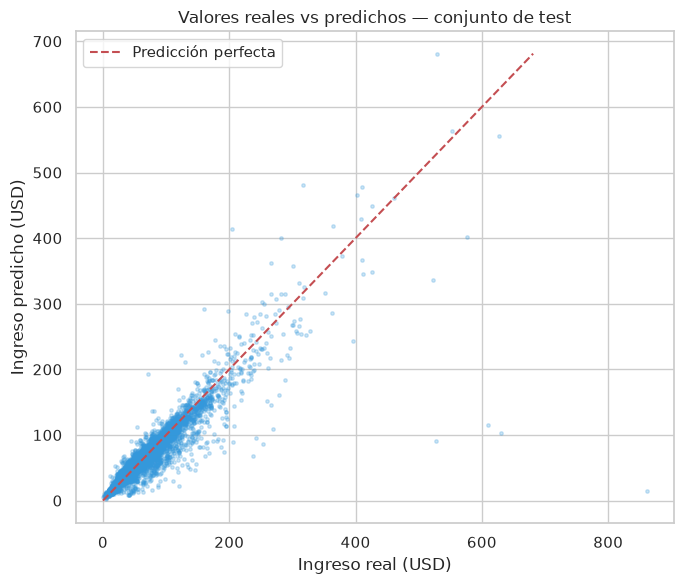 Valores reales vs predichos — conjunto de test
Predicción perfecta
Ingreso predicho (USD)
700
600
500
400
300
200
100
0
0 200 400 600 800
Ingreso real (USD)